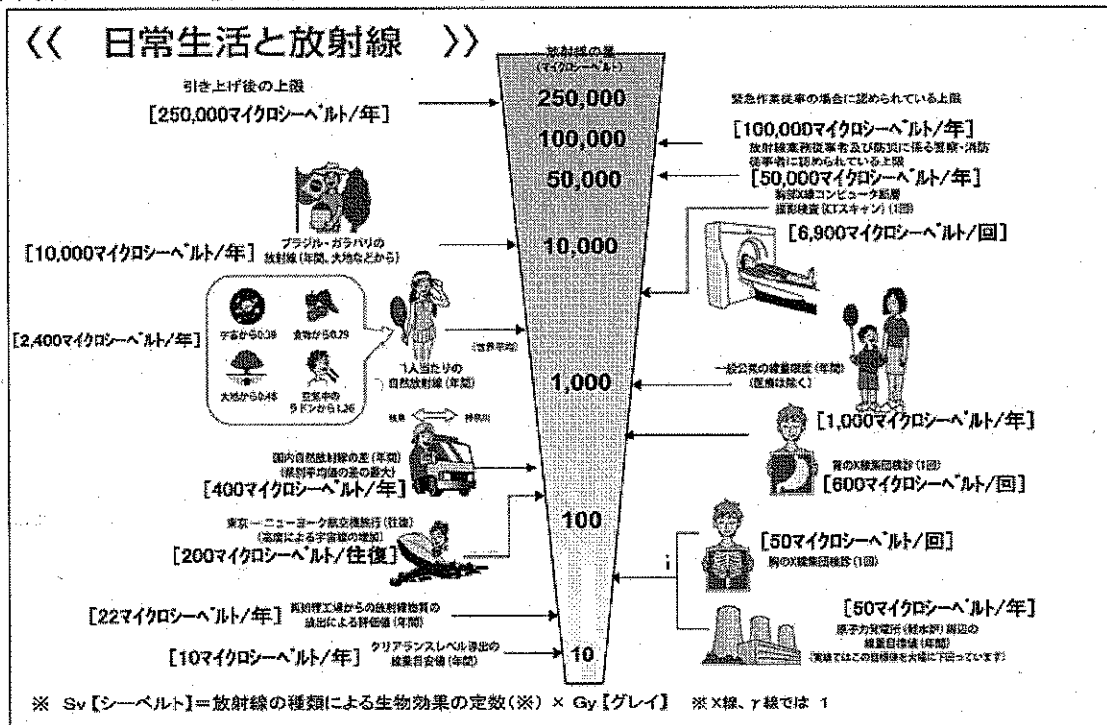 《 日常生活と放射線 》
放射線の量
(マイクロシーベルト)
250,000
100,000
50,000
10,000
1,000
100
10
引き上げ後の上限
[250,000マイクロシーベルト/年]
[10,000マイクロシーベルト/年]
ブラジル・ガラパリの
放射線(年間、大地などから)
[2,400マイクロシーベルト/年]
宇宙から0.39
食物から0.29
大地から0.48
空気中の
ラドンから1.26
(世界平均)
1人当たりの
自然放射線(年間)
岐阜
神奈川
国内自然放射線の差(年間)
(県別平均値の差の最大)
[400マイクロシーベルト/年]
東京ーニューヨーク航空機旅行(往復)
(高度による宇宙線の増加)
[200マイクロシーベルト/往復]
[22マイクロシーベルト/年]
再処理工場からの放射線物質の
放出による評価値(年間)
[10マイクロシーベルト/年]
クリアランスレベル導出の
線量目安値(年間)
緊急作業従事の場合に認められている上限
[100,000マイクロシーベルト/年]
放射線業務従事者及び防災に係る警察・消防
従事者に認められている上限
[50,000マイクロシーベルト/年]
胸部X線コンピュータ断層
撮影検査(CTスキャン)(1回)
[6,900マイクロシーベルト/回]
一般公衆の線量限度(年間)
(医療は除く)
[1,000マイクロシーベルト/年]
胃のX線集団検診(1回)
[600マイクロシーベルト/回]
[50マイクロシーベルト/回]
胸のX線集団検診(1回)
i
[50マイクロシーベルト/年]
原子力発電所(軽水炉)周辺の
線量目標値(年間)
(実績ではこの目標値を大幅に下回っています)
※ Sv【シーベルト】=放射線の種類による生物効果の定数(※) × Gy【グレイ】 ※ X線、γ線では 1